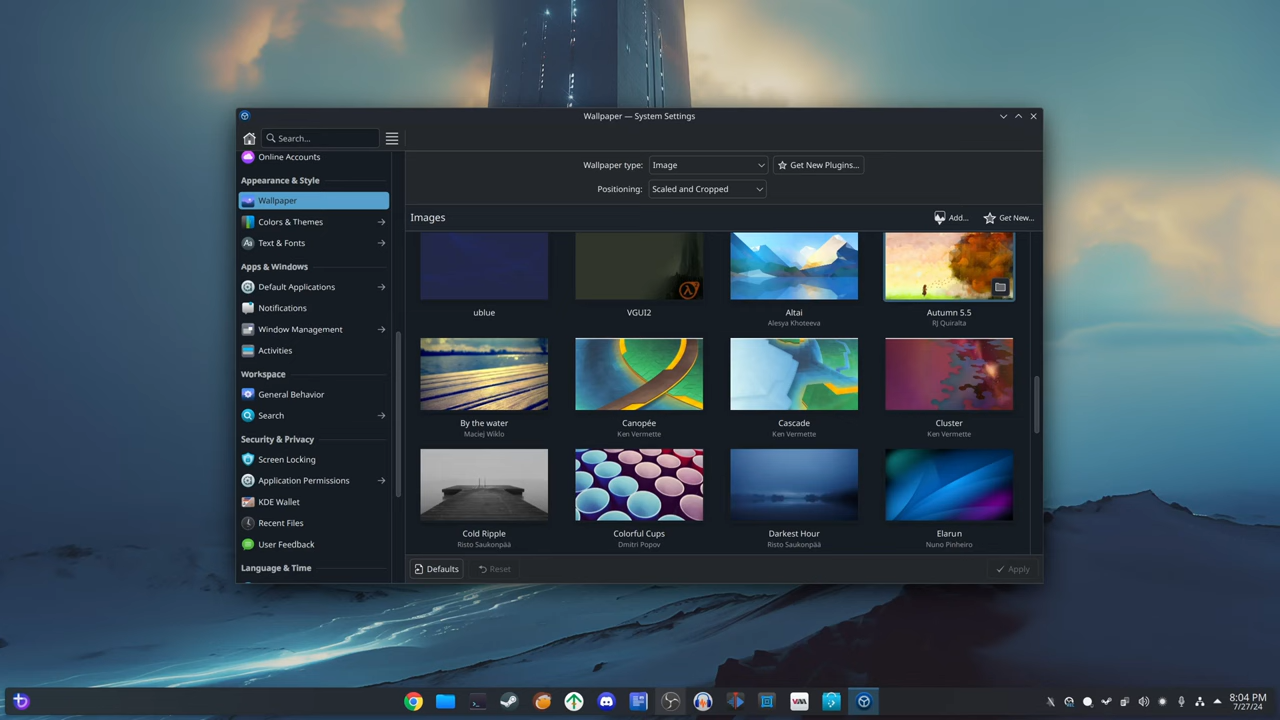 Wallpaper — System Settings
Search...
Online Accounts
Appearance & Style
Wallpaper
Colors & Themes
Text & Fonts
Apps & Windows
Default Applications
Notifications
Window Management
Activities
Workspace
General Behavior
Search
Security & Privacy
Screen Locking
Application Permissions
KDE Wallet
Recent Files
User Feedback
Language & Time
Wallpaper type: Image Get New Plugins...
Positioning: Scaled and Cropped
Images Add... Get New...
ublue VGUI2 Altai Autumn 5.5
Alesya Khoteeva RJ Quiralta
By the water Canopée Cascade Cluster
Maciej Wiklo Ken Vermette Ken Vermette Ken Vermette
Cold Ripple Colorful Cups Darkest Hour Elarun
Risto Saukonpää Dmitri Popov Risto Saukonpää Nuno Pinheiro
Defaults Reset Apply
8:04 PM
7/27/24